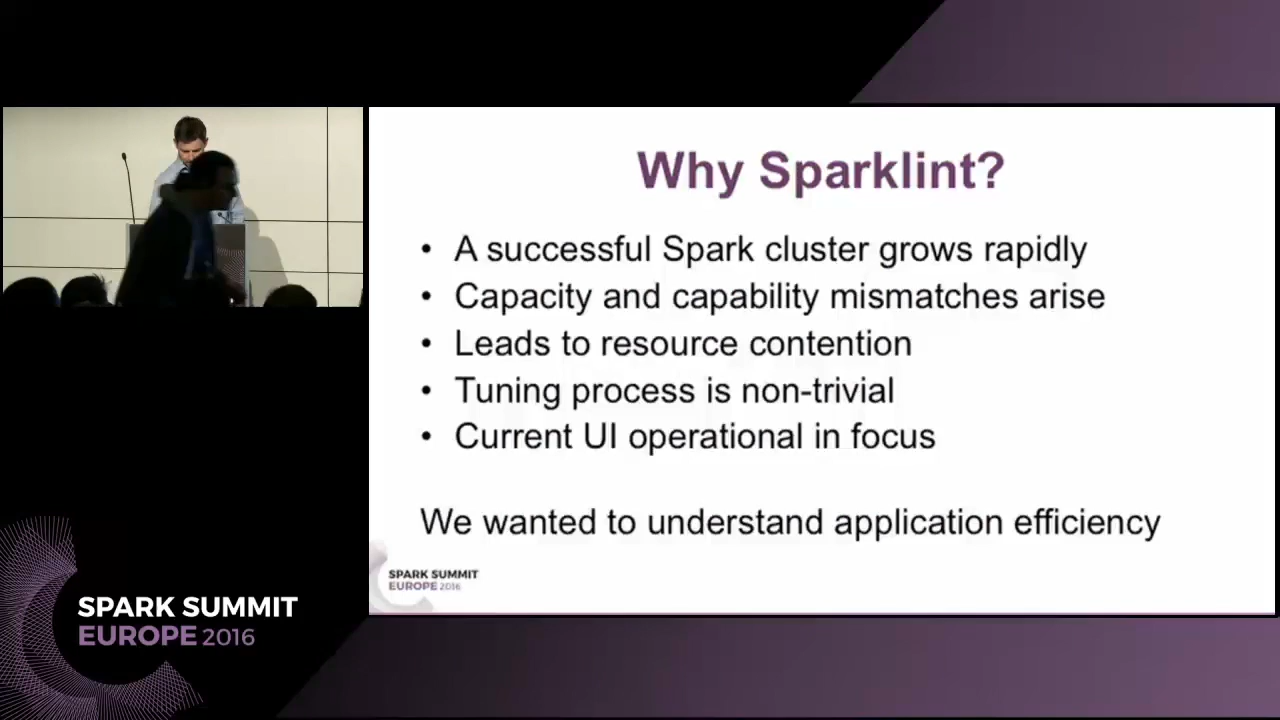 Why Sparklint?
• A successful Spark cluster grows rapidly
• Capacity and capability mismatches arise
• Leads to resource contention
• Tuning process is non-trivial
• Current UI operational in focus
We wanted to understand application efficiency
SPARK SUMMIT
EUROPE 2016
SPARK SUMMIT
EUROPE 2016